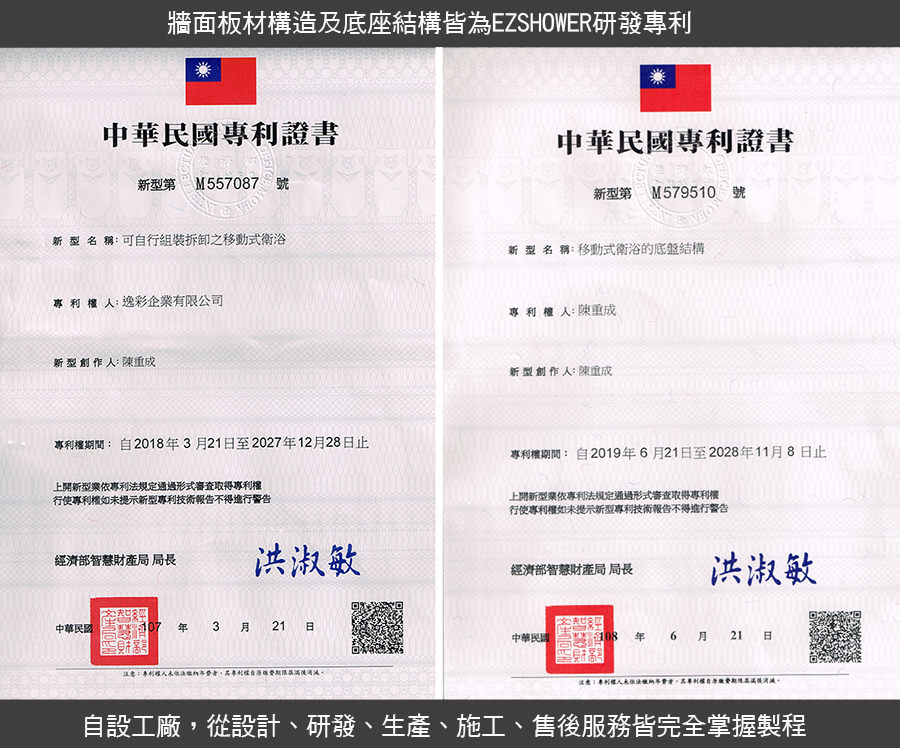 牆面板材構造及底座結構皆為EZSHOWER研發專利
中華民國專利證書
新型第 M557087 號
新型名稱:可自行組裝拆卸之移動式衛浴
專利權人:逸彩企業有限公司
新型創作人:陳重成
專利權期間：自2018年 3 月21日至2027年12月28日止
上開新型業依專利法規定通過形式審查取得專利權
行使專利權如未提示新型專利技術報告不得進行警告
經濟部智慧財產局 局長 洪淑敏
中華民國 107 年 3 月 21 日
注意：專利權人未依法繳納年費者，其專利權自原繳費期限屆滿後消滅。
中華民國專利證書
新型第 M579510 號
新型名稱:移動式衛浴的底盤結構
專利權人:陳重成
新型創作人:陳重成
專利權期間：自2019年 6 月21日至2028年11月 8 日止
上開新型業依專利法規定通過形式審查取得專利權
行使專利權如未提示新型專利技術報告不得進行警告
經濟部智慧財產局 局長 洪淑敏
中華民國 108 年 6 月 21 日
注意：專利權人未依法繳納年費者，其專利權自原繳費期限屆滿後消滅。
自設工廠，從設計、研發、生產、施工、售後服務皆完全掌握製程